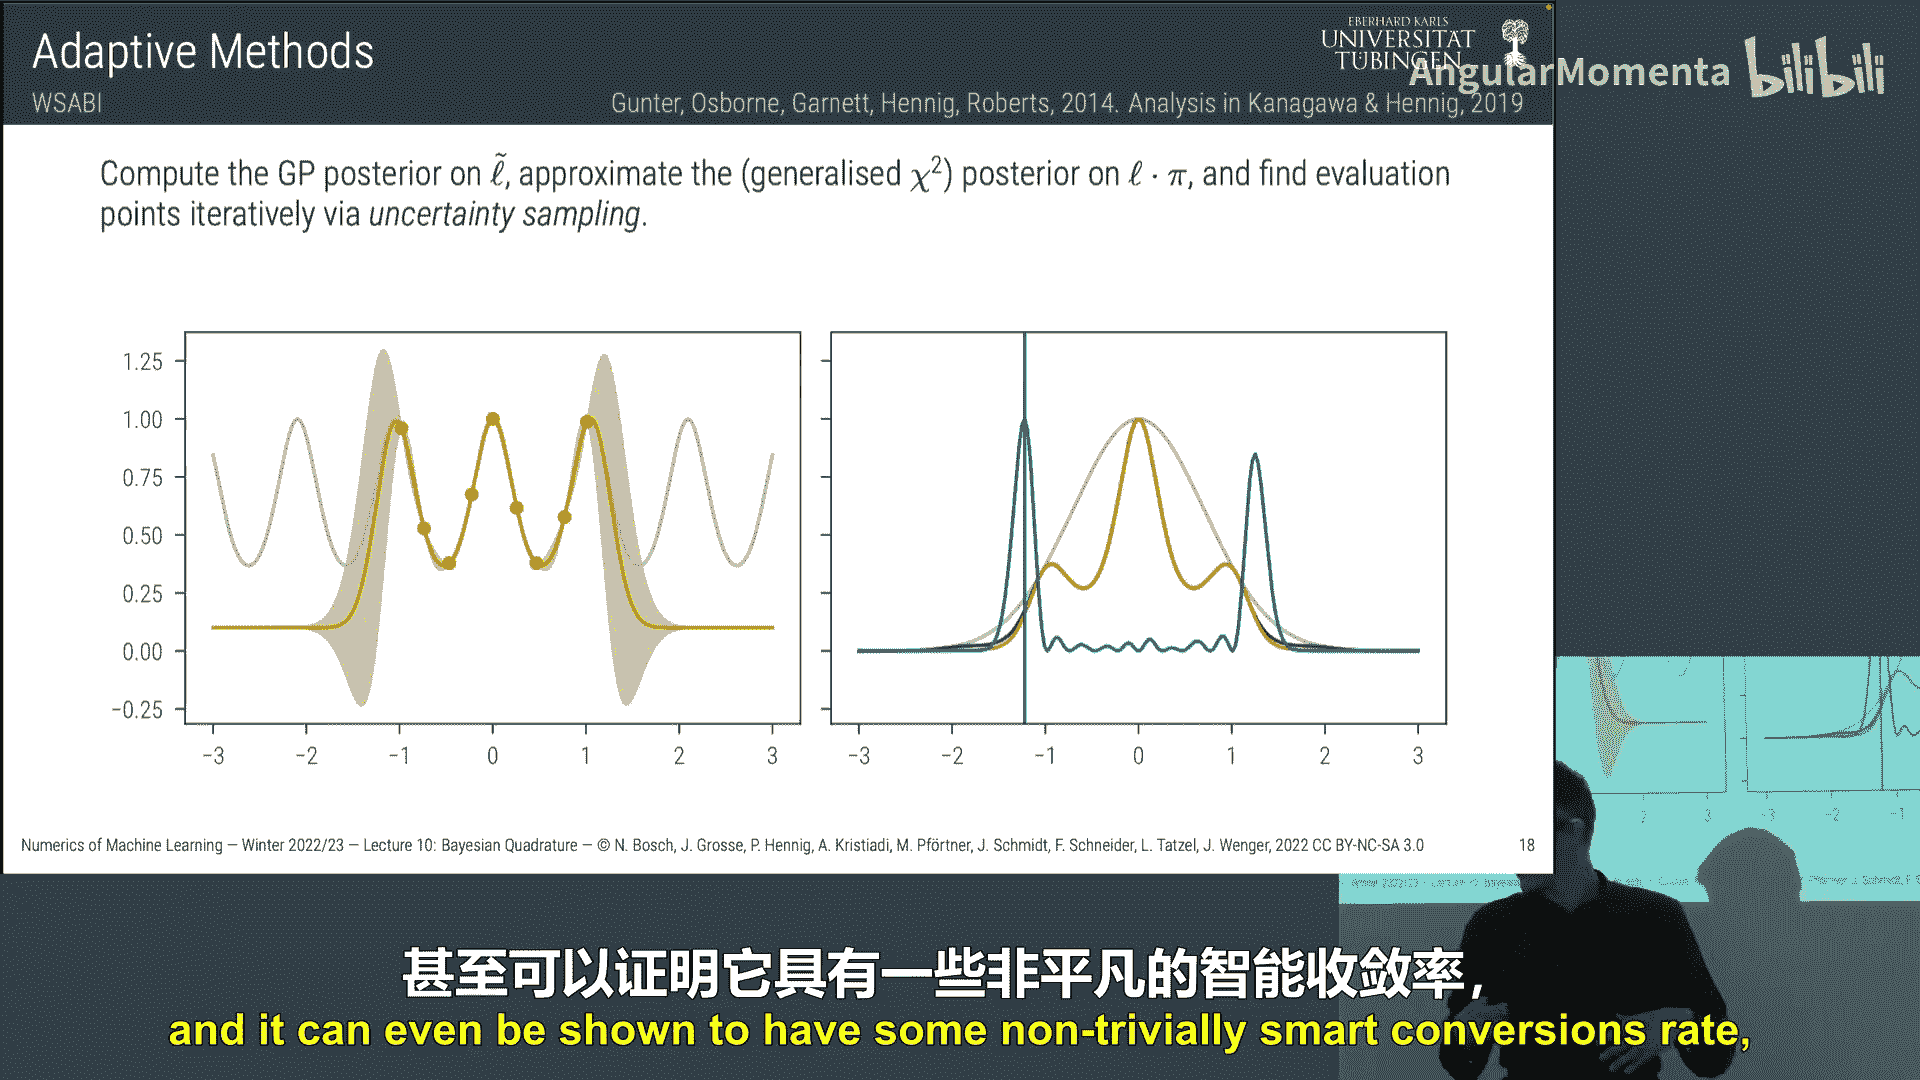 Adaptive Methods
WSABI
EBERHARD KARLS
UNIVERSITÄT
TÜBINGEN
AngularMomenta bilibili
Gunter, Osborne, Garnett, Hennig, Roberts, 2014. Analysis in Kanagawa & Hennig, 2019
Compute the GP posterior on ℓ̃, approximate the (generalised χ²) posterior on ℓ · π, and find evaluation
points iteratively via uncertainty sampling.
1.25
1.00
0.75
0.50
0.25
0.00
−0.25
−3 −2 −1 0 1 2 3
−3 −2 −1 0 1 2 3
Numerics of Machine Learning — Winter 2022/23 — Lecture 10: Bayesian Quadrature — © N. Bosch, J. Grosse, P. Hennig, A. Kristiadi, M. Pförtner, J. Schmidt, F. Schneider, L. Tatzel, J. Wenger, 2022 CC BY-NC-SA 3.0 18
甚至可以证明它具有一些非平凡的智能收敛率，
and it can even be shown to have some non-trivially smart conversions rate,